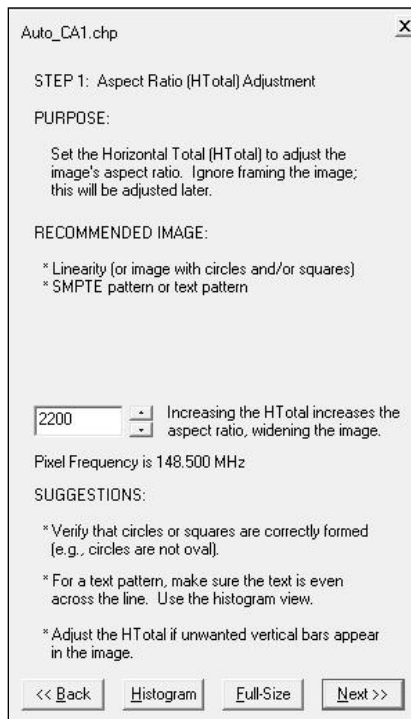 Auto_CA1.chp
X
STEP 1: Aspect Ratio (HTotal) Adjustment
PURPOSE:
Set the Horizontal Total (HTotal) to adjust the
image's aspect ratio. Ignore framing the image;
this will be adjusted later.
RECOMMENDED IMAGE:
* Linearity (or image with circles and/or squares)
* SMPTE pattern or text pattern
2200
Increasing the HTotal increases the
aspect ratio, widening the image.
Pixel Frequency is 148.500 MHz
SUGGESTIONS:
* Verify that circles or squares are correctly formed
(e.g., circles are not oval).
* For a text pattern, make sure the text is even
across the line. Use the histogram view.
* Adjust the HTotal if unwanted vertical bars appear
in the image.
<< Back
Histogram
Full-Size
Next >>